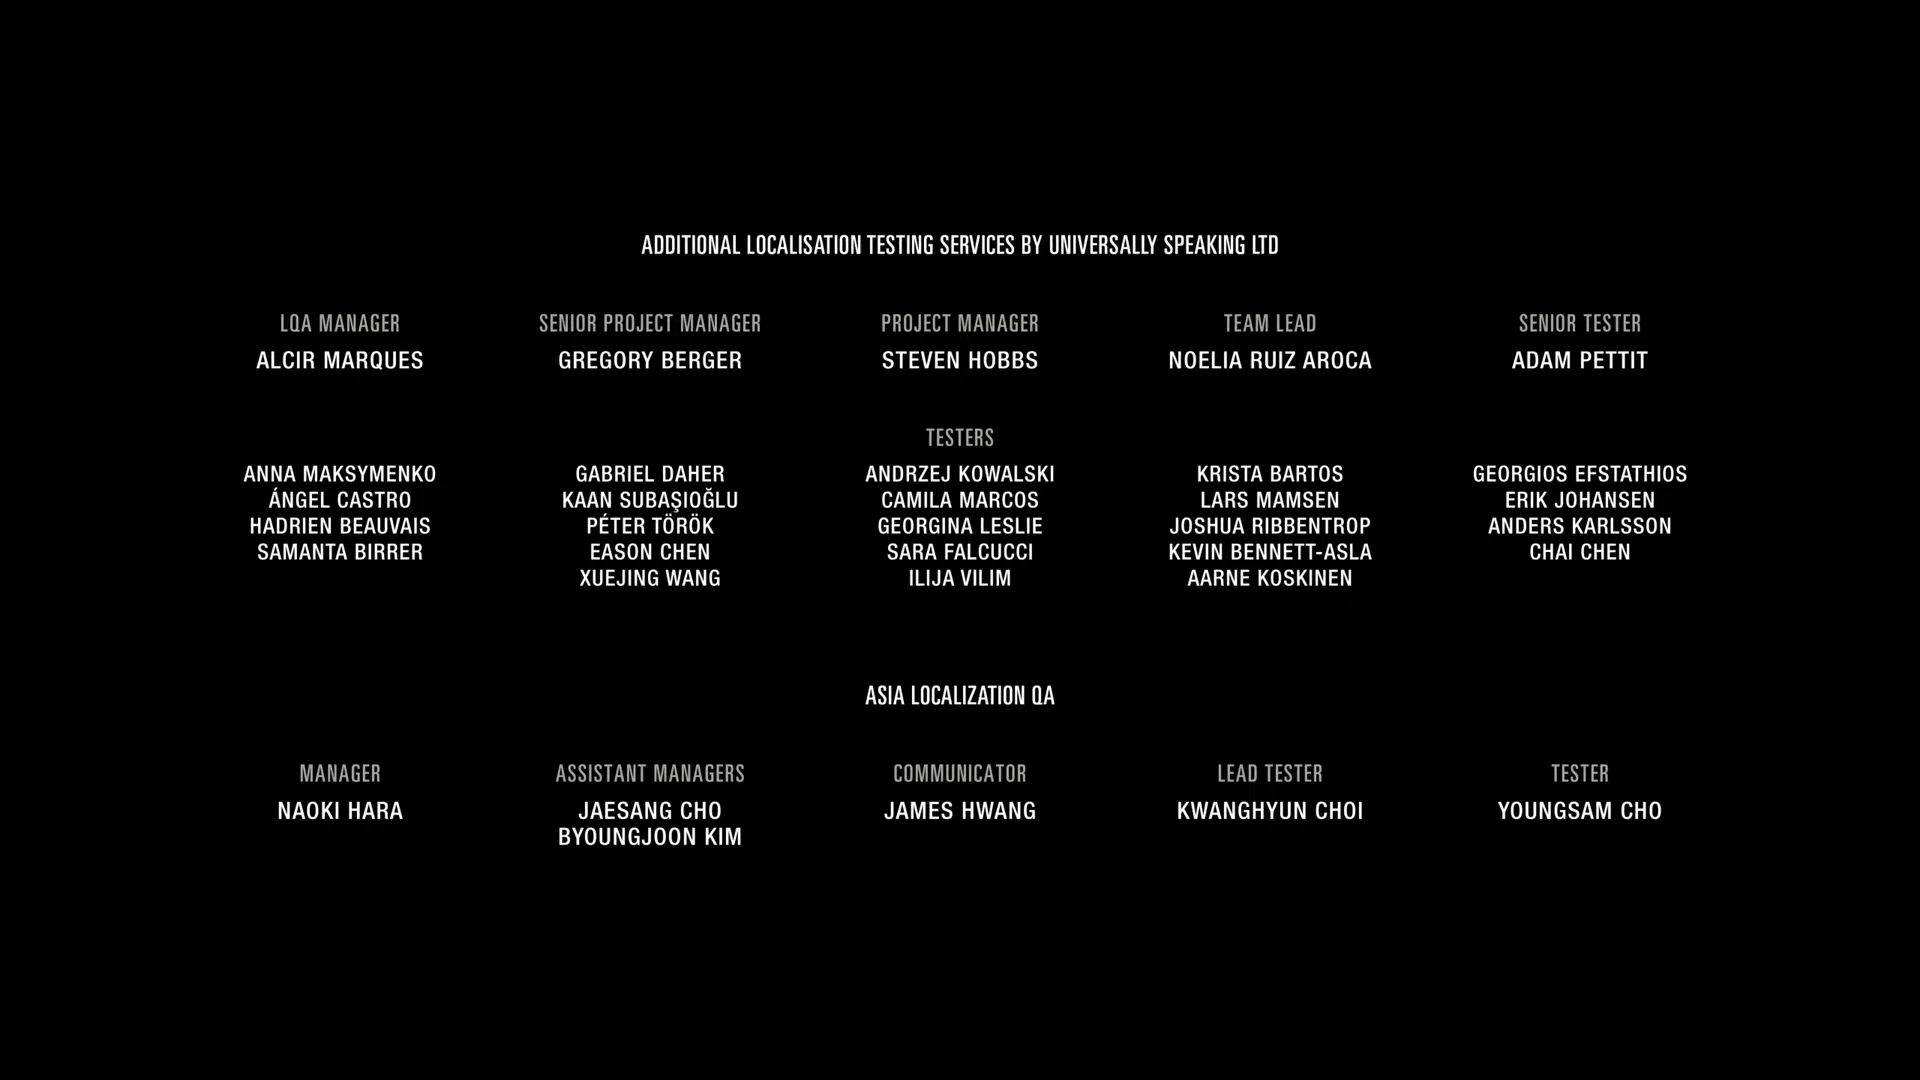 ADDITIONAL LOCALISATION TESTING SERVICES BY UNIVERSALLY SPEAKING LTD
LQA MANAGER
ALCIR MARQUES
SENIOR PROJECT MANAGER
GREGORY BERGER
PROJECT MANAGER
STEVEN HOBBS
TEAM LEAD
NOELIA RUIZ AROCA
SENIOR TESTER
ADAM PETTIT
TESTERS
ANNA MAKSYMENKO
ÁNGEL CASTRO
HADRIEN BEAUVAIS
SAMANTA BIRRER
GABRIEL DAHER
KAAN SUBAŞIOĞLU
PÉTER TÖRÖK
EASON CHEN
XUEJING WANG
ANDRZEJ KOWALSKI
CAMILA MARCOS
GEORGINA LESLIE
SARA FALCUCCI
ILIJA VILIM
KRISTA BARTOS
LARS MAMSEN
JOSHUA RIBBENTROP
KEVIN BENNETT-ASLA
AARNE KOSKINEN
GEORGIOS EFSTATHIOS
ERIK JOHANSEN
ANDERS KARLSSON
CHAI CHEN
ASIA LOCALIZATION QA
MANAGER
NAOKI HARA
ASSISTANT MANAGERS
JAESANG CHO
BYOUNGJOON KIM
COMMUNICATOR
JAMES HWANG
LEAD TESTER
KWANGHYUN CHOI
TESTER
YOUNGSAM CHO